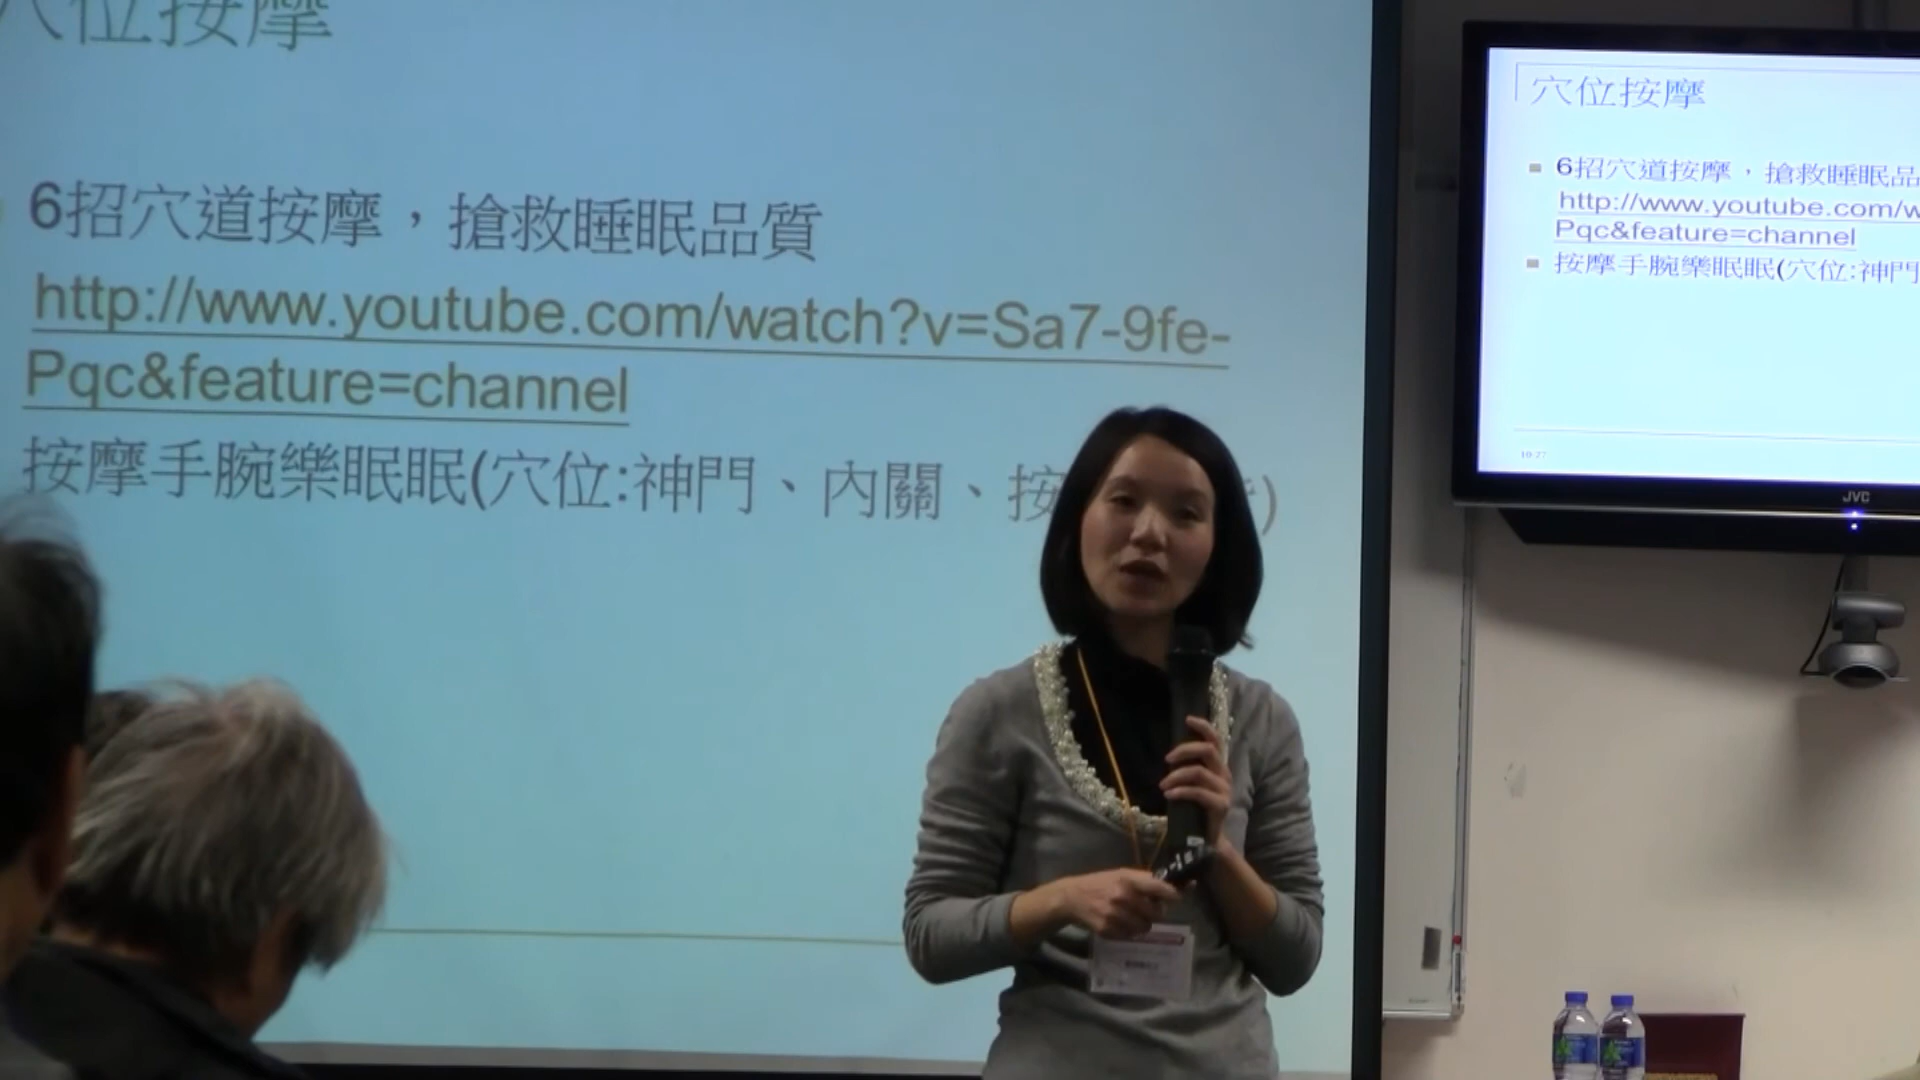 穴位按摩
6招穴道按摩，搶救睡眠品質
http://www.youtube.com/watch?v=Sa7-9fe-
Pqc&feature=channel
按摩手腕樂眠眠(穴位:神門、內關、按
)
穴位按摩
6招穴道按摩，搶救睡眠品
http://www.youtube.com/w
Pqc&feature=channel
按摩手腕樂眠眠(穴位:神門
JVC